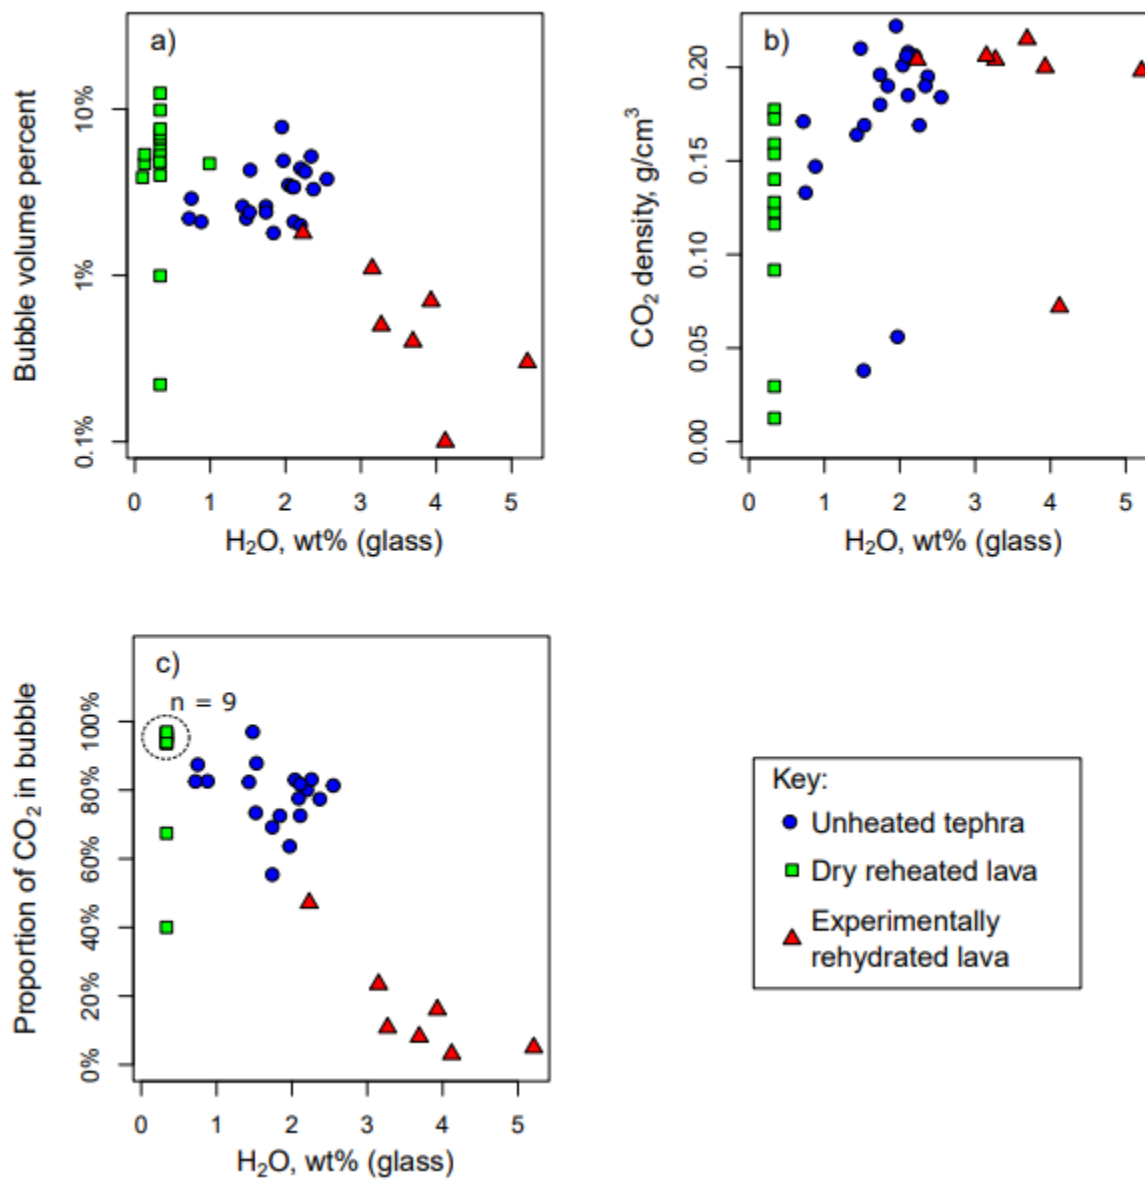 a)
Bubble volume percent
10%
1%
0.1%
0 1 2 3 4 5
H₂O, wt% (glass)
b)
CO₂ density, g/cm³
0.20
0.15
0.10
0.05
0.00
0 1 2 3 4 5
H₂O, wt% (glass)
c)
n = 9
Proportion of CO₂ in bubble
100%
80%
60%
40%
20%
0%
0 1 2 3 4 5
H₂O, wt% (glass)
Key:
Unheated tephra
Dry reheated lava
Experimentally
rehydrated lava